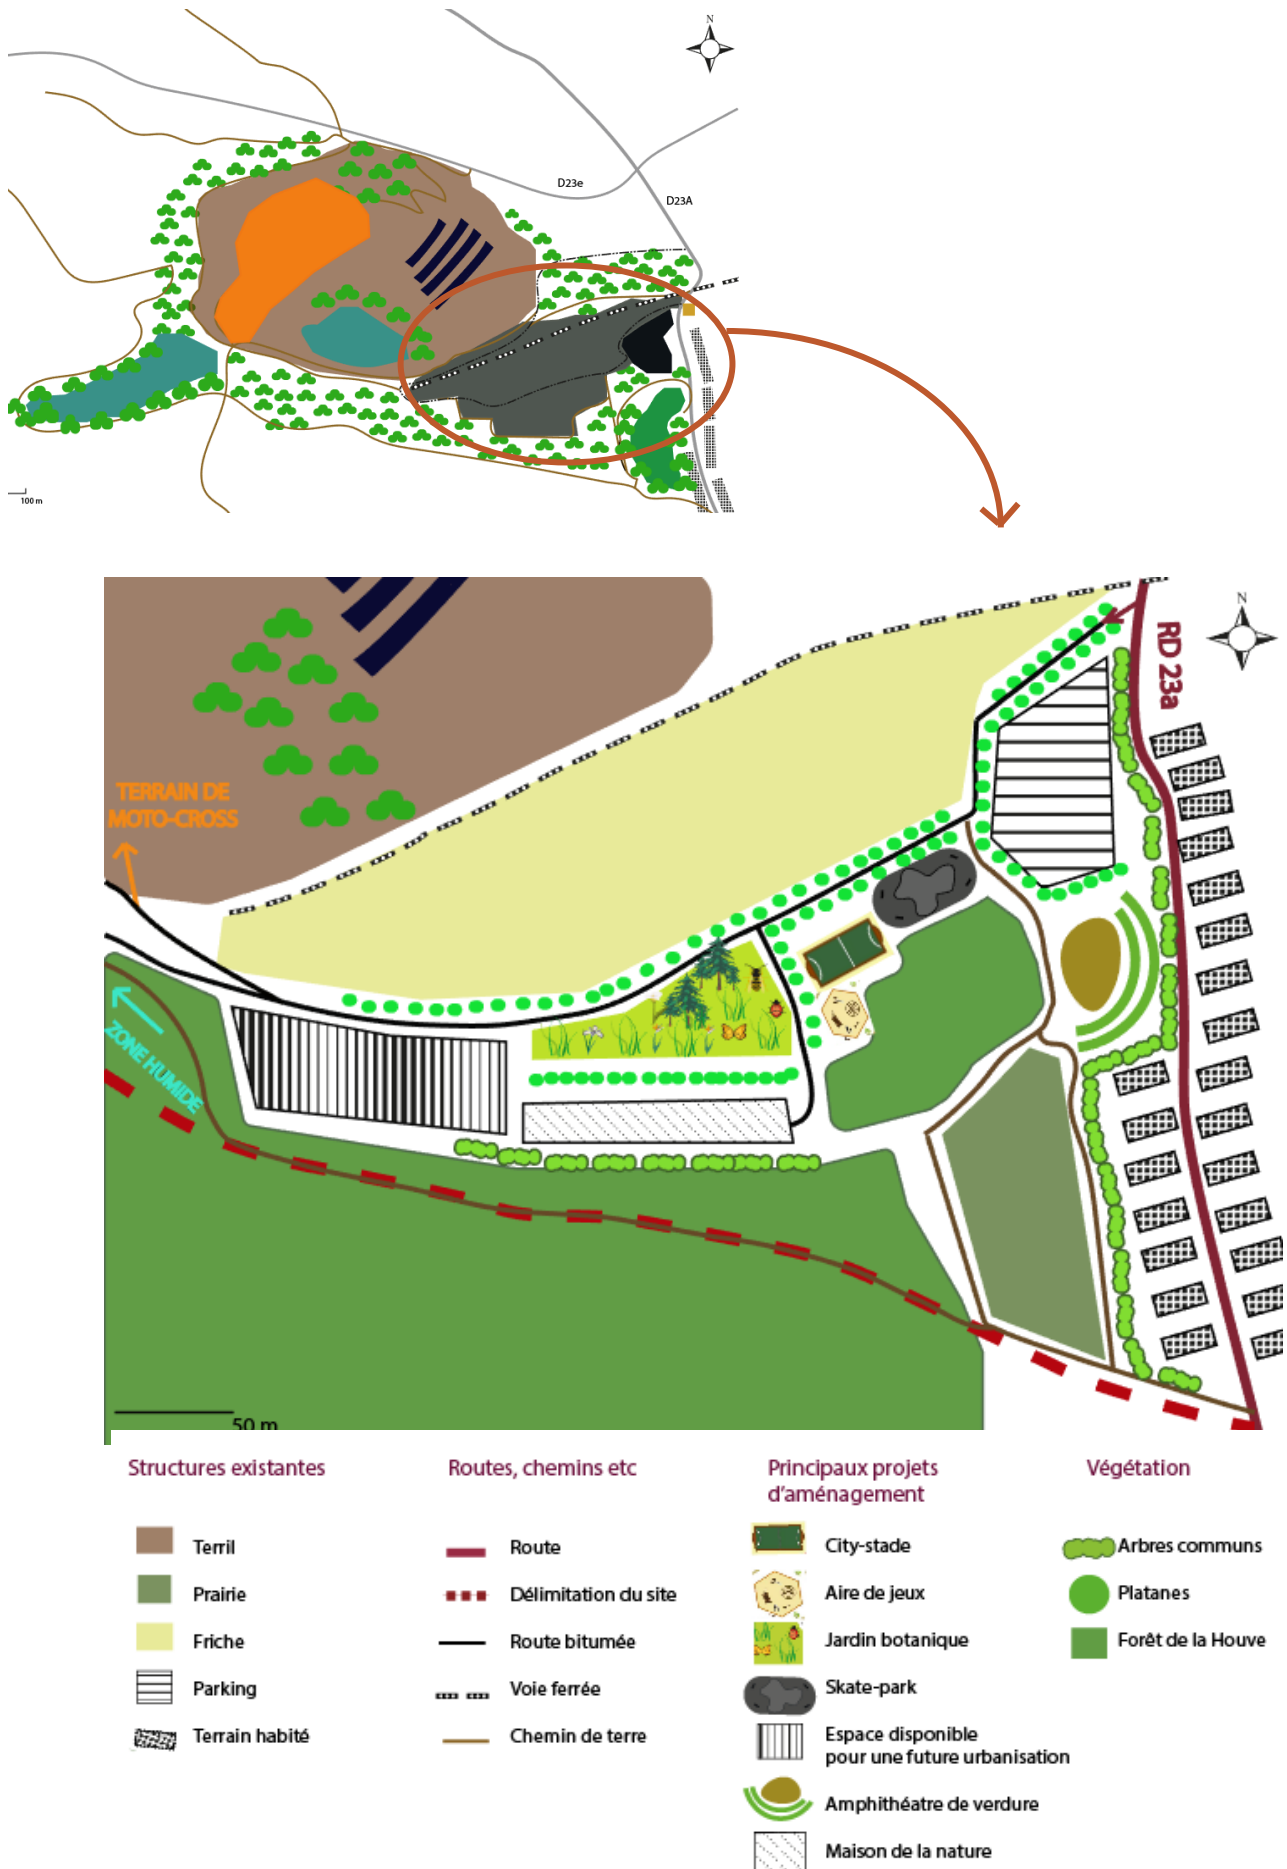 N
D23e
D23A
100 m
N
RD 23a
TERRAIN DE
MOTO-CROSS
ZONE HUMIDE
50 m
Structures existantes
Terril
Prairie
Friche
Parking
Terrain habité
Routes, chemins etc
Route
Délimitation du site
Route bitumée
Voie ferrée
Chemin de terre
Principaux projets
d'aménagement
City-stade
Aire de jeux
Jardin botanique
Skate-park
Espace disponible
pour une future urbanisation
Amphithéatre de verdure
Maison de la nature
Végétation
Arbres communs
Platanes
Forêt de la Houve